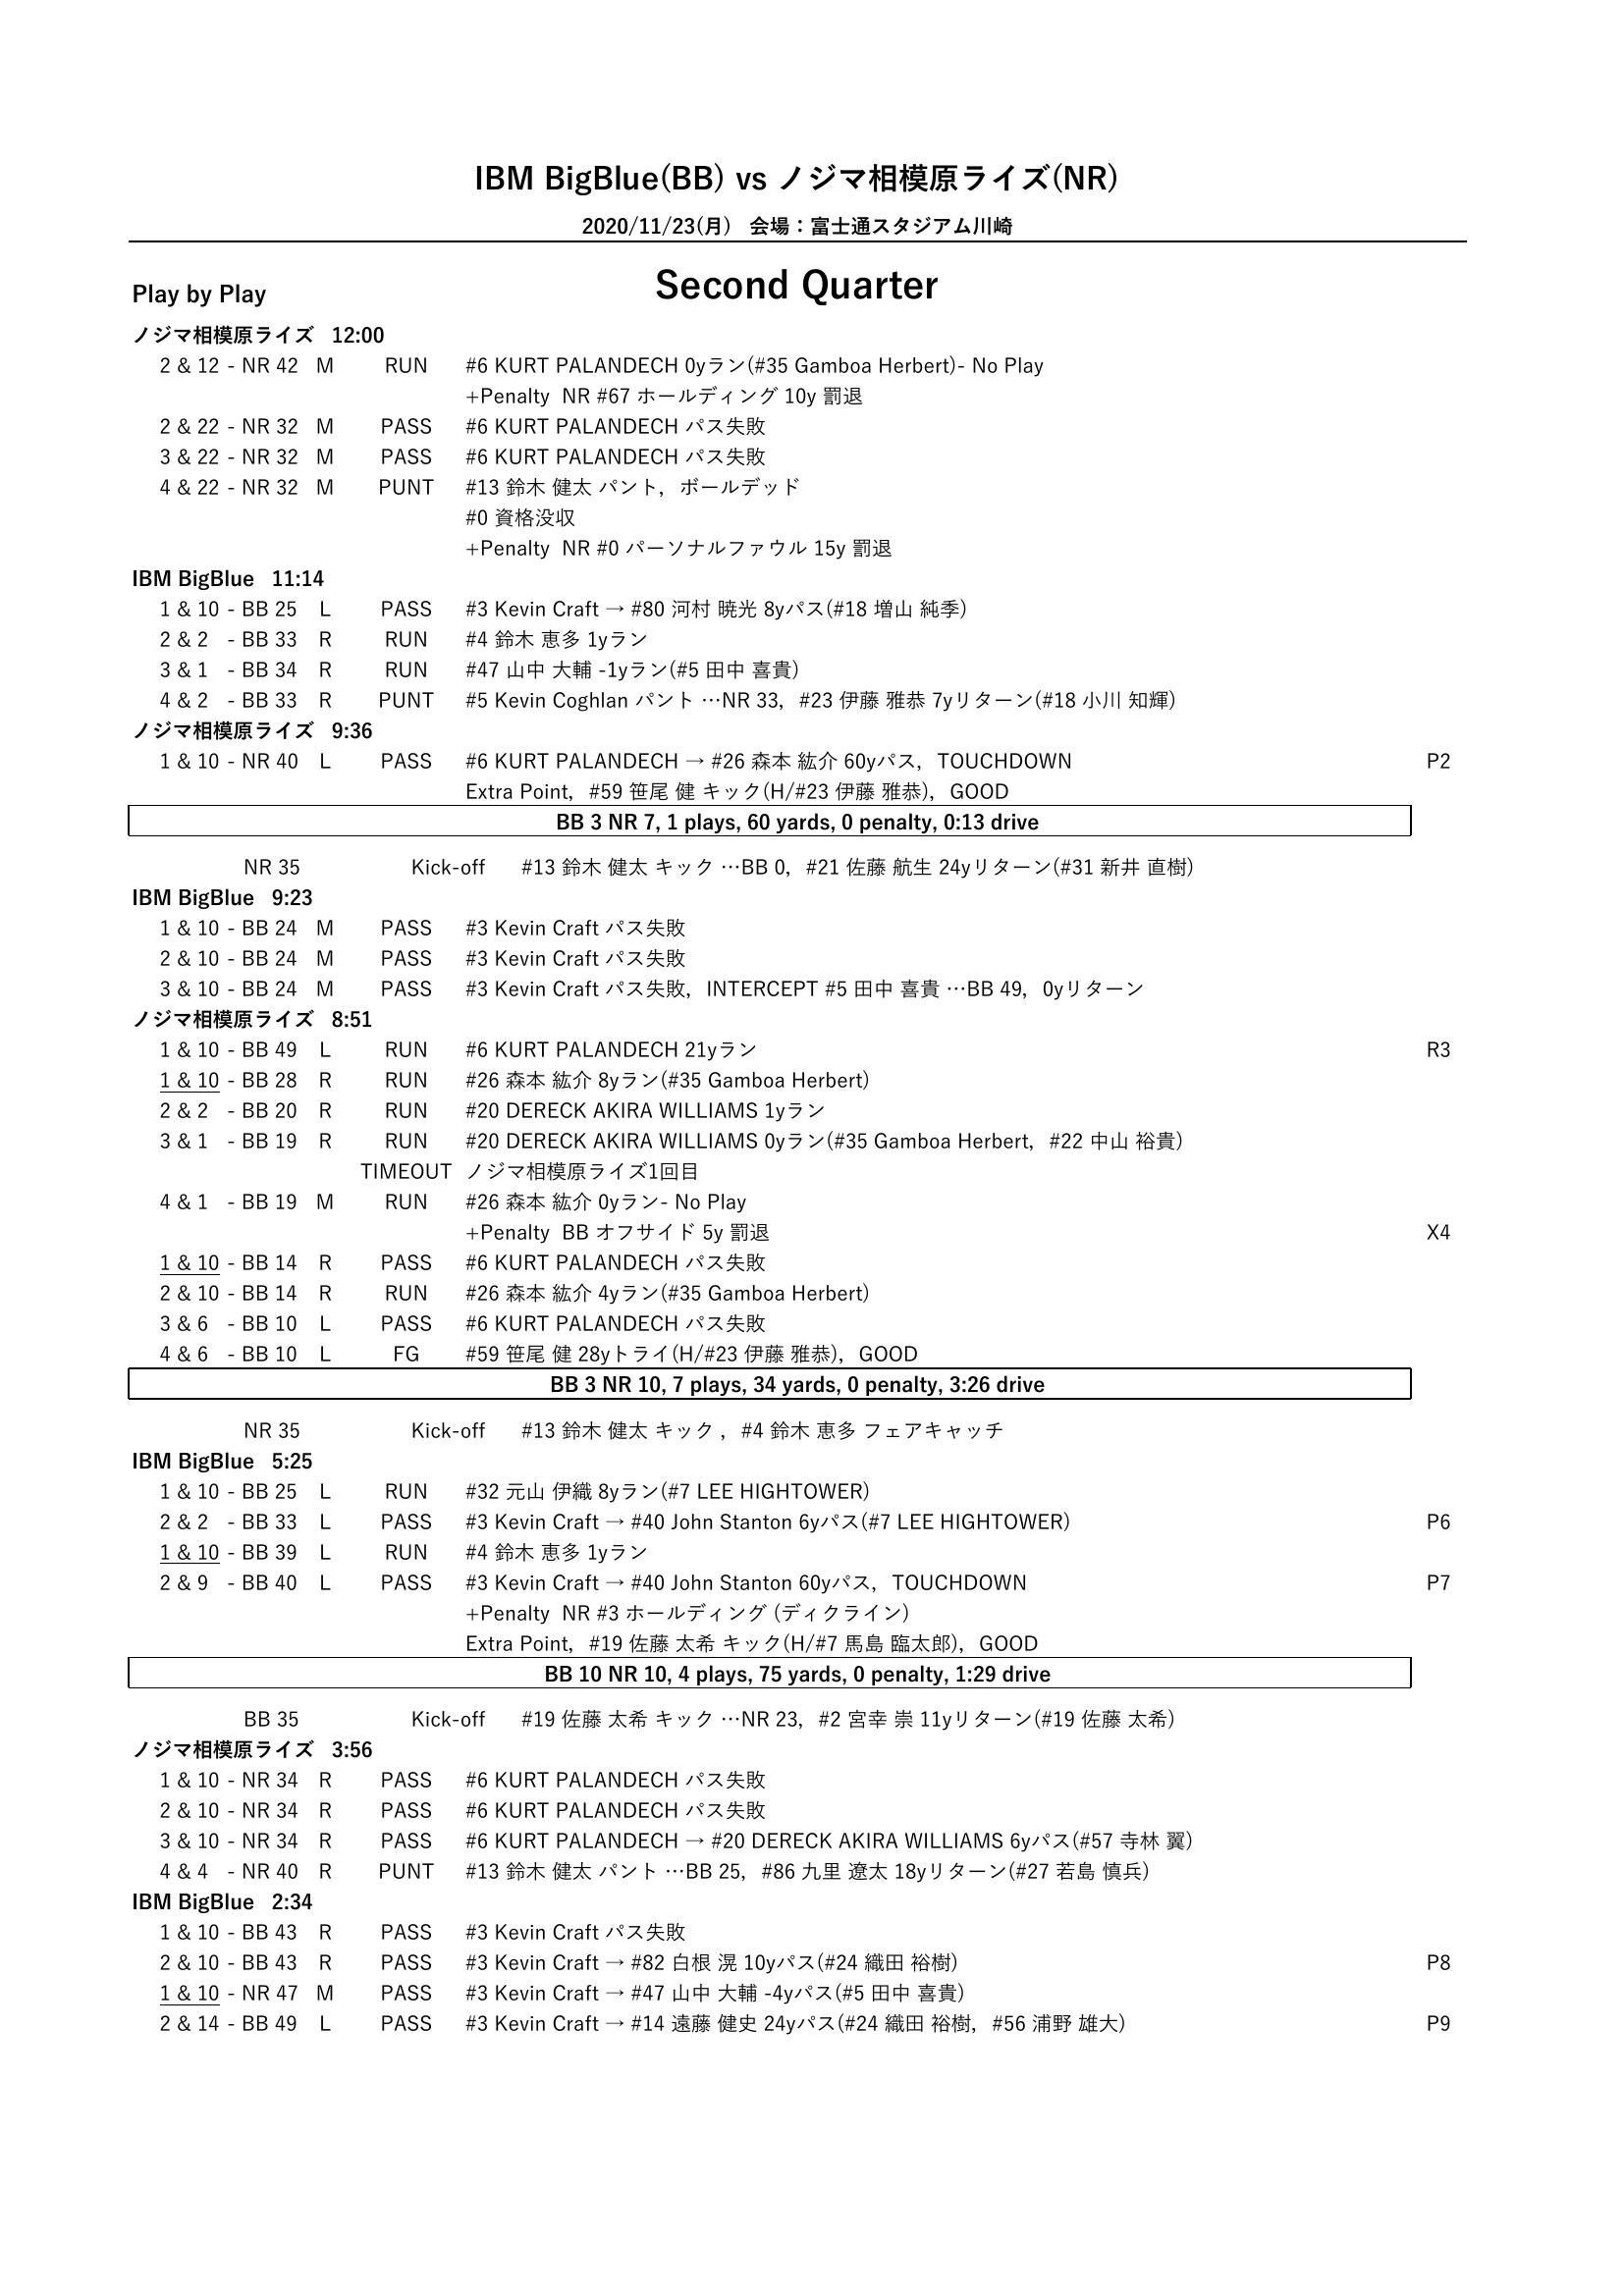 IBM BigBlue(BB) vs ノジマ相模原ライズ(NR)
2020/11/23(月) 会場：富士通スタジアム川崎
Play by Play
Second Quarter
ノジマ相模原ライズ 12:00
2 & 12 - NR 42 M RUN #6 KURT PALANDECH 0yラン(#35 Gamboa Herbert)- No Play
+Penalty NR #67 ホールディング 10y 罰退
2 & 22 - NR 32 M PASS #6 KURT PALANDECH パス失敗
3 & 22 - NR 32 M PASS #6 KURT PALANDECH パス失敗
4 & 22 - NR 32 M PUNT #13 鈴木 健太 パント，ボールデッド
#0 資格没収
+Penalty NR #0 パーソナルファウル 15y 罰退
IBM BigBlue 11:14
1 & 10 - BB 25 L PASS #3 Kevin Craft → #80 河村 暁光 8yパス(#18 増山 純季)
2 & 2 - BB 33 R RUN #4 鈴木 恵多 1yラン
3 & 1 - BB 34 R RUN #47 山中 大輔 -1yラン(#5 田中 喜貴)
4 & 2 - BB 33 R PUNT #5 Kevin Coghlan パント …NR 33，#23 伊藤 雅恭 7yリターン(#18 小川 知輝)
ノジマ相模原ライズ 9:36
1 & 10 - NR 40 L PASS #6 KURT PALANDECH → #26 森本 紘介 60yパス，TOUCHDOWN P2
Extra Point，#59 笹尾 健 キック(H/#23 伊藤 雅恭)，GOOD
BB 3 NR 7, 1 plays, 60 yards, 0 penalty, 0:13 drive
NR 35 Kick-off #13 鈴木 健太 キック …BB 0，#21 佐藤 航生 24yリターン(#31 新井 直樹)
IBM BigBlue 9:23
1 & 10 - BB 24 M PASS #3 Kevin Craft パス失敗
2 & 10 - BB 24 M PASS #3 Kevin Craft パス失敗
3 & 10 - BB 24 M PASS #3 Kevin Craft パス失敗，INTERCEPT #5 田中 喜貴 …BB 49，0yリターン
ノジマ相模原ライズ 8:51
1 & 10 - BB 49 L RUN #6 KURT PALANDECH 21yラン R3
1 & 10 - BB 28 R RUN #26 森本 紘介 8yラン(#35 Gamboa Herbert)
2 & 2 - BB 20 R RUN #20 DERECK AKIRA WILLIAMS 1yラン
3 & 1 - BB 19 R RUN #20 DERECK AKIRA WILLIAMS 0yラン(#35 Gamboa Herbert，#22 中山 裕貴)
TIMEOUT ノジマ相模原ライズ1回目
4 & 1 - BB 19 M RUN #26 森本 紘介 0yラン- No Play
+Penalty BB オフサイド 5y 罰退 X4
1 & 10 - BB 14 R PASS #6 KURT PALANDECH パス失敗
2 & 10 - BB 14 R RUN #26 森本 紘介 4yラン(#35 Gamboa Herbert)
3 & 6 - BB 10 L PASS #6 KURT PALANDECH パス失敗
4 & 6 - BB 10 L FG #59 笹尾 健 28yトライ(H/#23 伊藤 雅恭)，GOOD
BB 3 NR 10, 7 plays, 34 yards, 0 penalty, 3:26 drive
NR 35 Kick-off #13 鈴木 健太 キック ，#4 鈴木 恵多 フェアキャッチ
IBM BigBlue 5:25
1 & 10 - BB 25 L RUN #32 元山 伊織 8yラン(#7 LEE HIGHTOWER)
2 & 2 - BB 33 L PASS #3 Kevin Craft → #40 John Stanton 6yパス(#7 LEE HIGHTOWER) P6
1 & 10 - BB 39 L RUN #4 鈴木 恵多 1yラン
2 & 9 - BB 40 L PASS #3 Kevin Craft → #40 John Stanton 60yパス，TOUCHDOWN P7
+Penalty NR #3 ホールディング (ディクライン)
Extra Point，#19 佐藤 太希 キック(H/#7 馬島 臨太郎)，GOOD
BB 10 NR 10, 4 plays, 75 yards, 0 penalty, 1:29 drive
BB 35 Kick-off #19 佐藤 太希 キック …NR 23，#2 宮幸 崇 11yリターン(#19 佐藤 太希)
ノジマ相模原ライズ 3:56
1 & 10 - NR 34 R PASS #6 KURT PALANDECH パス失敗
2 & 10 - NR 34 R PASS #6 KURT PALANDECH パス失敗
3 & 10 - NR 34 R PASS #6 KURT PALANDECH → #20 DERECK AKIRA WILLIAMS 6yパス(#57 寺林 翼)
4 & 4 - NR 40 R PUNT #13 鈴木 健太 パント …BB 25，#86 九里 遼太 18yリターン(#27 若島 慎兵)
IBM BigBlue 2:34
1 & 10 - BB 43 R PASS #3 Kevin Craft パス失敗
2 & 10 - BB 43 R PASS #3 Kevin Craft → #82 白根 滉 10yパス(#24 織田 裕樹) P8
1 & 10 - NR 47 M PASS #3 Kevin Craft → #47 山中 大輔 -4yパス(#5 田中 喜貴)
2 & 14 - BB 49 L PASS #3 Kevin Craft → #14 遠藤 健史 24yパス(#24 織田 裕樹，#56 浦野 雄大) P9